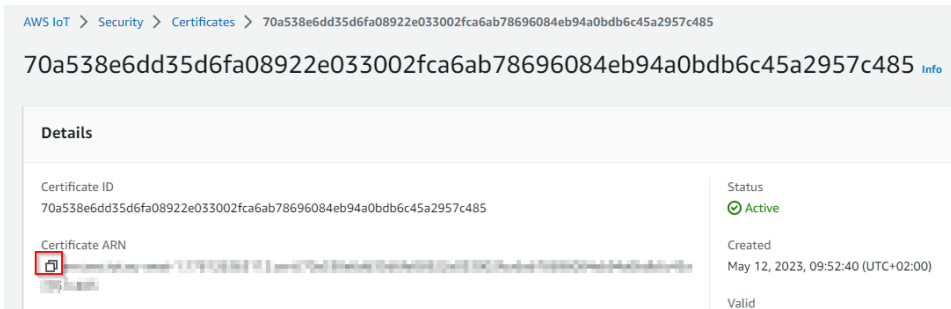 AWS IoT > Security > Certificates > 70a538e6dd35d6fa08922e033002fca6ab78696084eb94a0bdb6c45a2957c485
70a538e6dd35d6fa08922e033002fca6ab78696084eb94a0bdb6c45a2957c485 Info
Details
Certificate ID
70a538e6dd35d6fa08922e033002fca6ab78696084eb94a0bdb6c45a2957c485
Status
Active
Certificate ARN
Created
May 12, 2023, 09:52:40 (UTC+02:00)
Valid